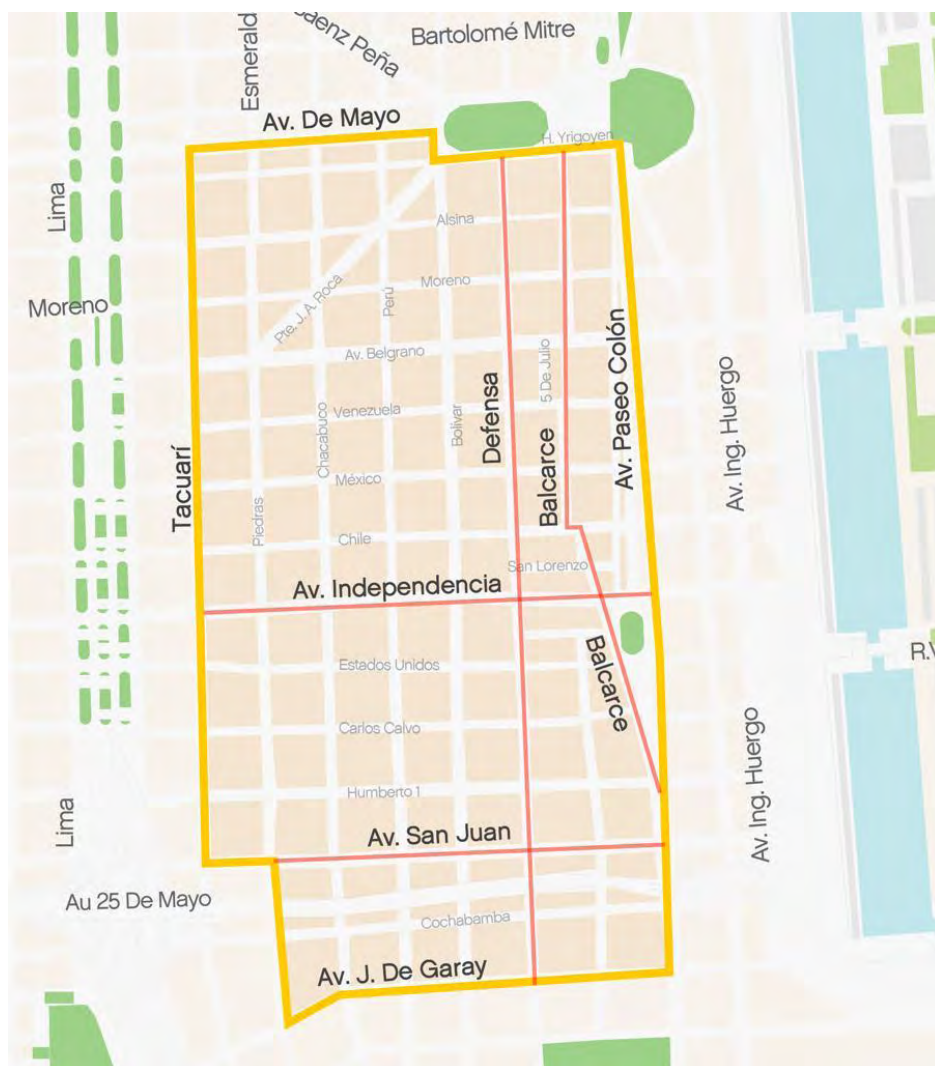 Saenz Peña
Bartolomé Mitre
Esmerald
Av. De Mayo
H. Yrigoyen
Lima
Alsina
Moreno
Moreno
Pte. J. A. Roca
Perú
Av. Belgrano
5 De Julio
Av. Paseo Colón
Av. Ing. Huergo
Defensa
Venezuela
Bolívar
Chacabuco
Balcarce
Tacuarí
México
Piedras
Chile
San Lorenzo
Av. Independencia
R.V
Estados Unidos
Balcarce
Carlos Calvo
Av. Ing. Huergo
Humberto 1
Lima
Av. San Juan
Au 25 De Mayo
Cochabamba
Av. J. De Garay